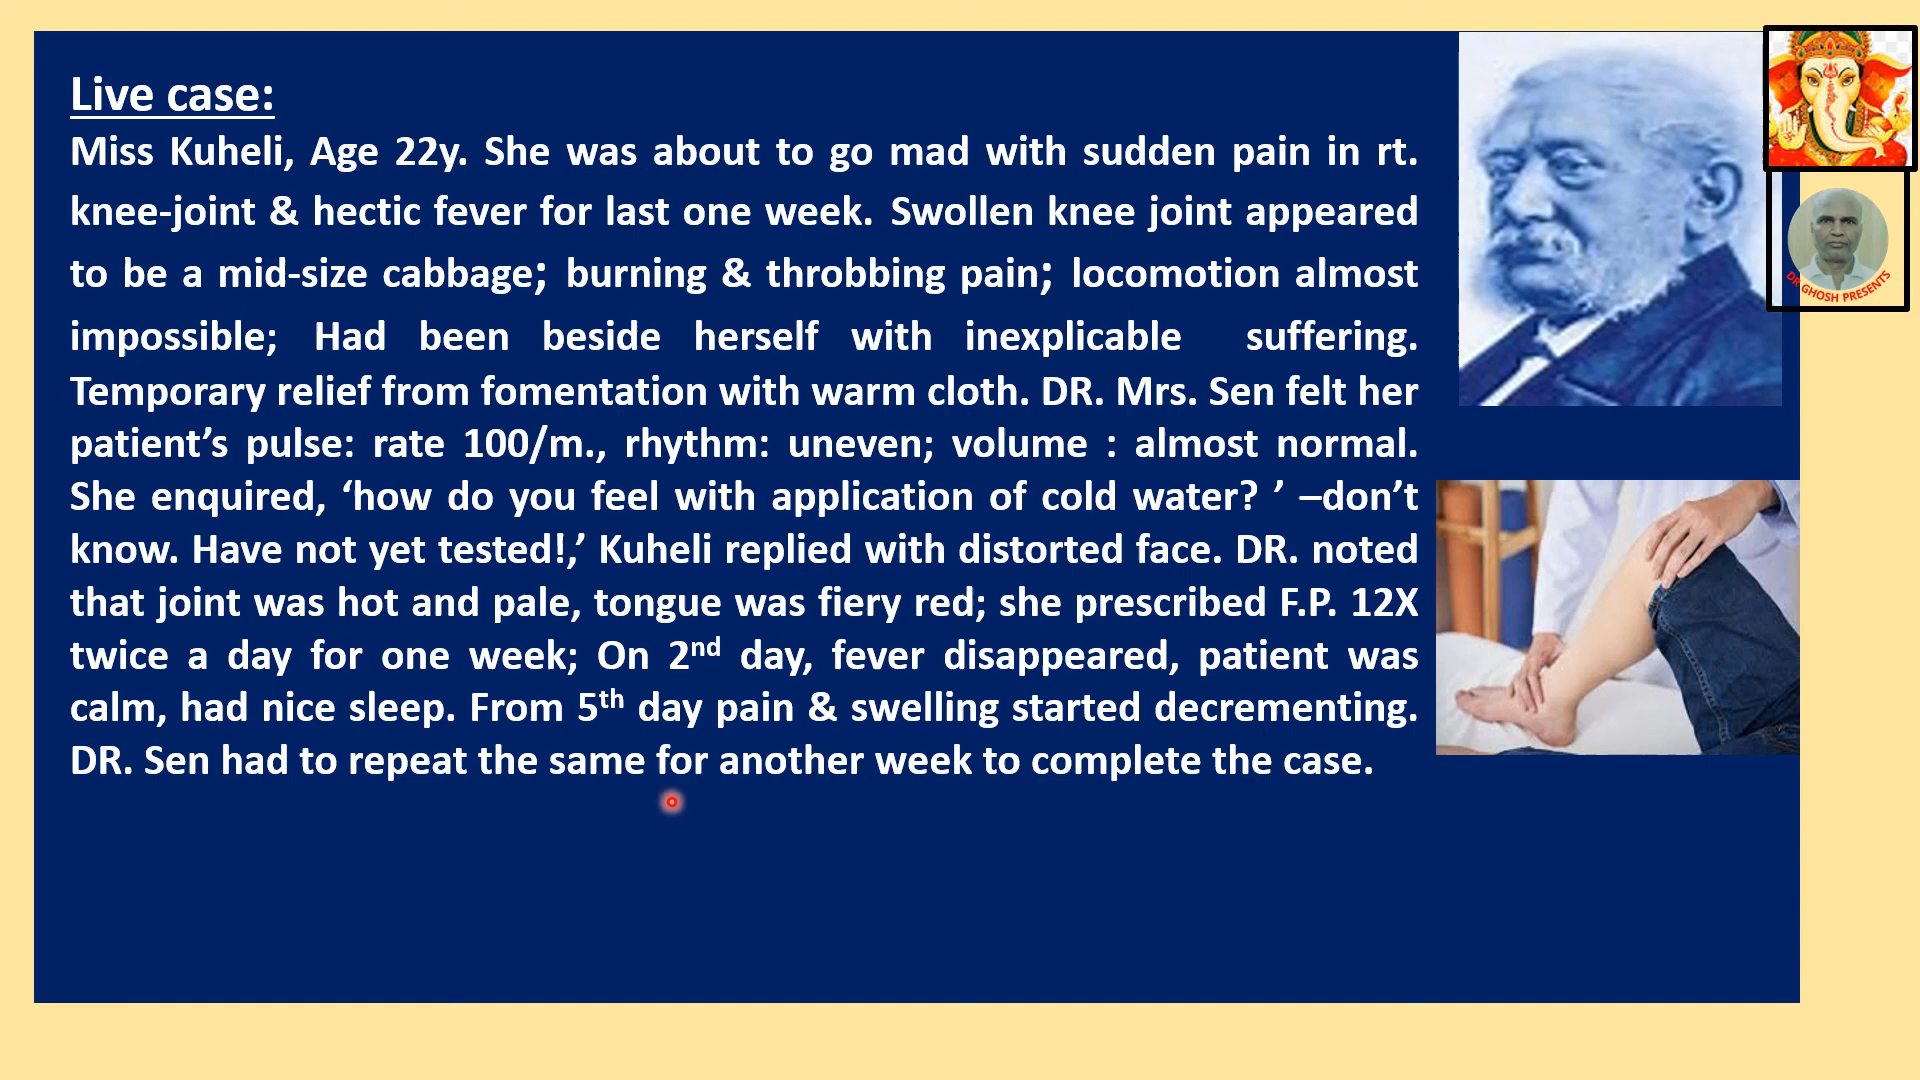 Live case:
Miss Kuheli, Age 22y. She was about to go mad with sudden pain in rt.
knee-joint & hectic fever for last one week. Swollen knee joint appeared
to be a mid-size cabbage; burning & throbbing pain; locomotion almost
impossible; Had been beside herself with inexplicable suffering.
Temporary relief from fomentation with warm cloth. DR. Mrs. Sen felt her
patient’s pulse: rate 100/m., rhythm: uneven; volume : almost normal.
She enquired, ‘how do you feel with application of cold water? ’ –don’t
know. Have not yet tested!,’ Kuheli replied with distorted face. DR. noted
that joint was hot and pale, tongue was fiery red; she prescribed F.P. 12X
twice a day for one week; On 2nd day, fever disappeared, patient was
calm, had nice sleep. From 5th day pain & swelling started decrementing.
DR. Sen had to repeat the same for another week to complete the case.
DR GHOSH PRESENTS